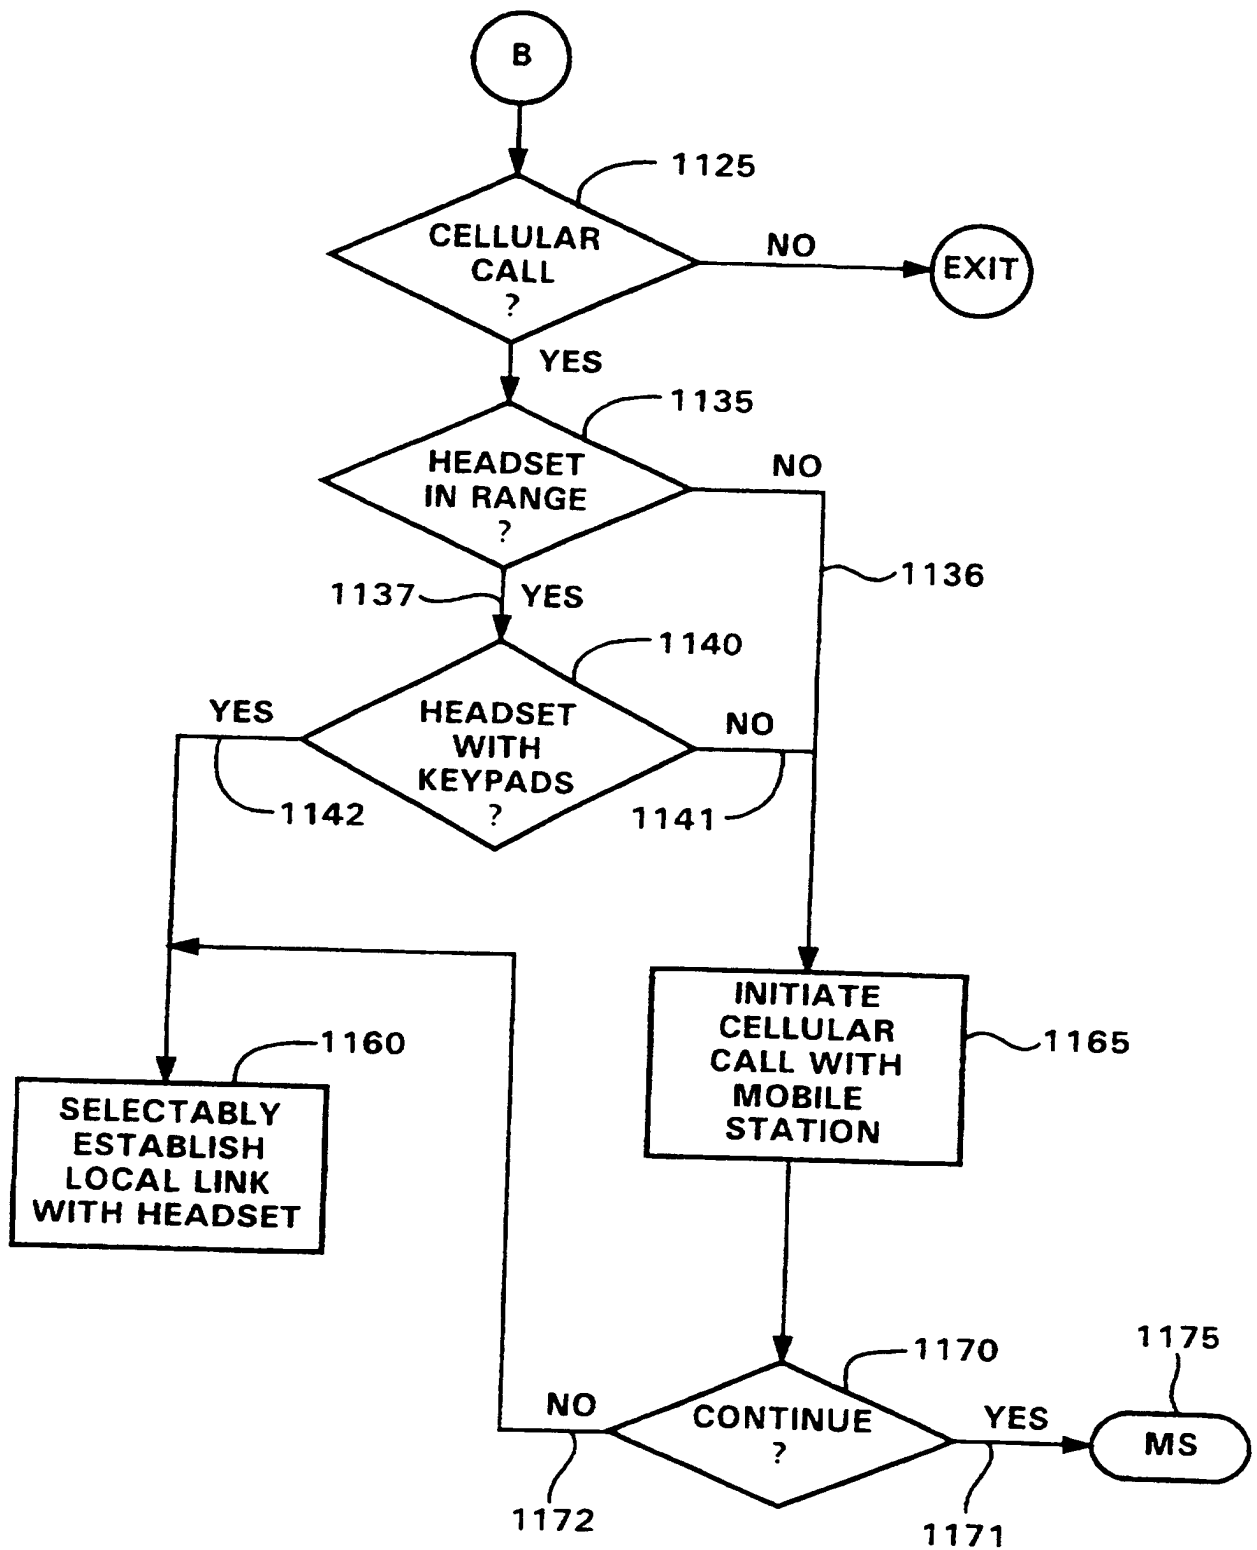 B
1125
CELLULAR
CALL
?
NO
EXIT
YES
1135
HEADSET
IN RANGE
?
NO
1136
1137
YES
1140
HEADSET
WITH
KEYPADS
?
YES
NO
1142
1141
INITIATE
CELLULAR
CALL WITH
MOBILE
STATION
1165
1160
SELECTABLY
ESTABLISH
LOCAL LINK
WITH HEADSET
1170
CONTINUE
?
NO
YES
1175
MS
1172
1171